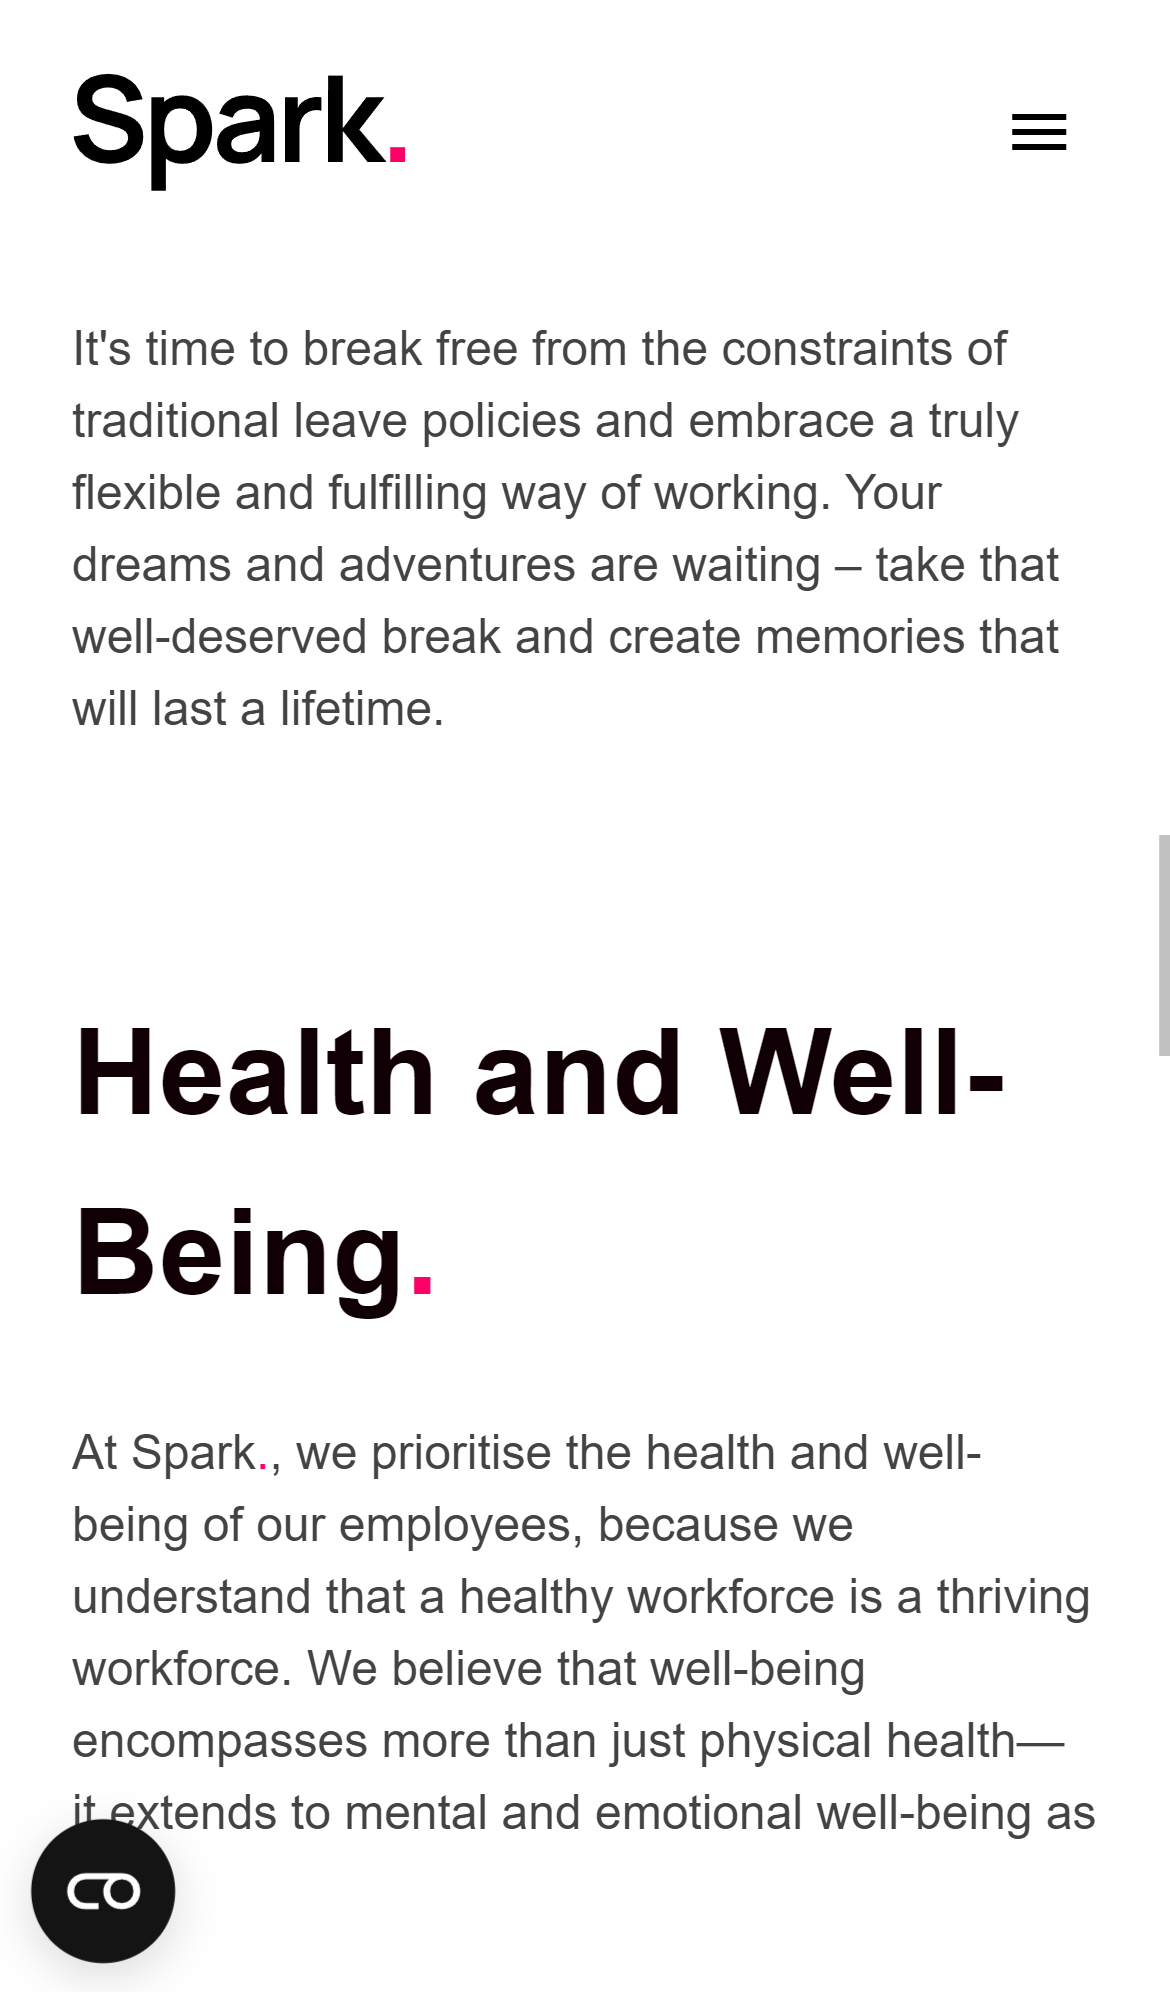 Spark.
It's time to break free from the constraints of
traditional leave policies and embrace a truly
flexible and fulfilling way of working. Your
dreams and adventures are waiting – take that
well-deserved break and create memories that
will last a lifetime.
Health and Well-
Being.
At Spark., we prioritise the health and well-
being of our employees, because we
understand that a healthy workforce is a thriving
workforce. We believe that well-being
encompasses more than just physical health—
it extends to mental and emotional well-being as